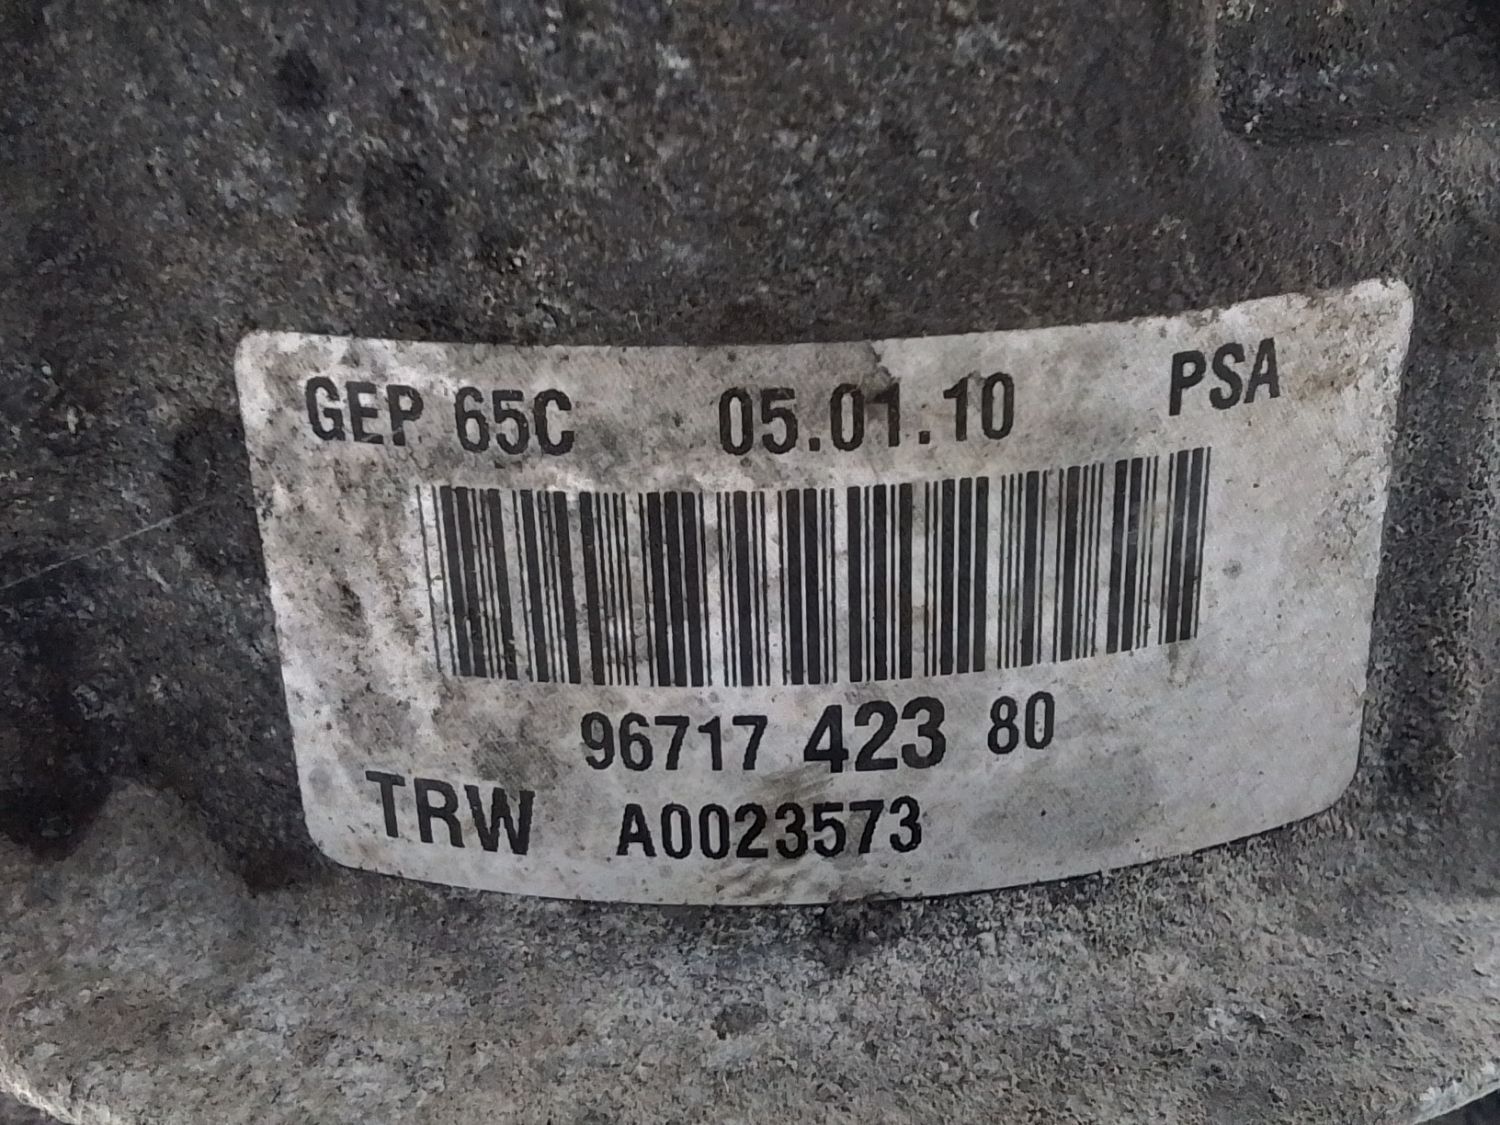 GEP 65C 05.01.10 PSA
96717 423 80
TRW A0023573